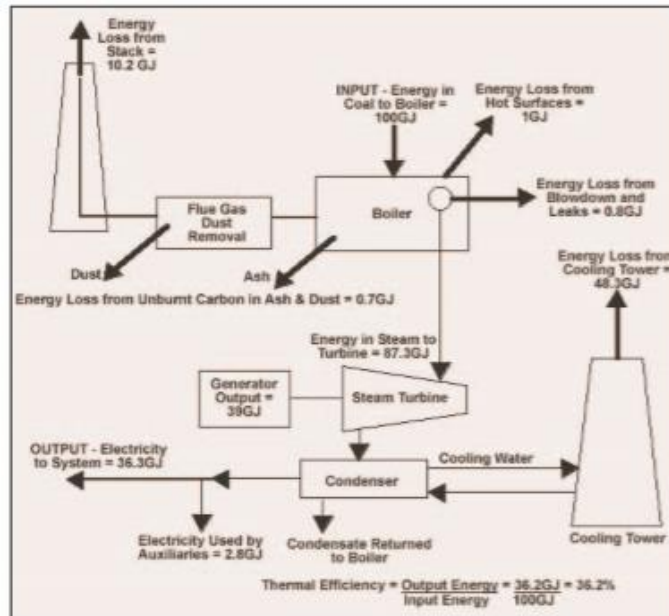 Energy
Loss from
Stack =
10.2 GJ
INPUT - Energy in
Coal to Boiler =
100GJ
Energy Loss from
Hot Surfaces =
1GJ
Flue Gas
Dust
Removal
Boiler
Energy Loss from
Blowdown and
Leaks = 0.8GJ
Dust
Ash
Energy Loss from Unburnt Carbon in Ash & Dust = 0.7GJ
Energy Loss from
Cooling Tower =
48.3GJ
Energy in Steam to
Turbine = 87.3GJ
Generator
Output =
39GJ
Steam Turbine
OUTPUT - Electricity
to System = 36.3GJ
Cooling Water
Condenser
Electricity Used by
Auxiliaries = 2.8GJ
Condensate Returned
to Boiler
Cooling Tower
Thermal Efficiency = Output Energy = 36.2GJ = 36.2%
Input Energy 100GJ